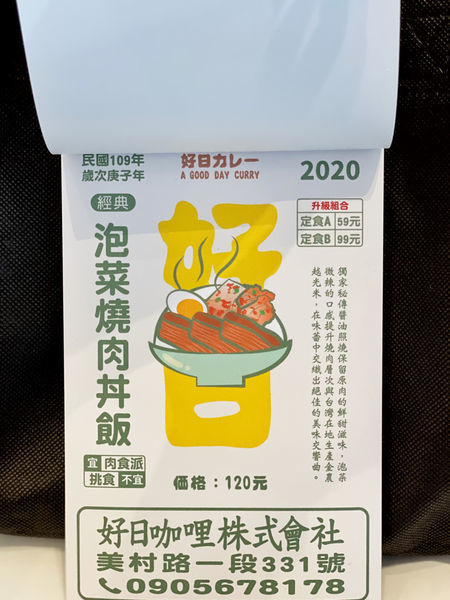 民國109年
歲次庚子年
好日カレー
A GOOD DAY CURRY
2020
升級組合
定食A 59元
定食B 99元
經典
泡菜燒肉丼飯
好日
獨家祕傳醬油照燒保留原肉的鮮甜滋味，泡菜
微辣的口感提升燒肉層次與台灣在地生產金農
越光米，在味蕾中交織出絕佳的美味交響曲。
宜 肉食派
挑食 不宜
価格：120元
好日咖哩株式會社
美村路一段331號
0905678178